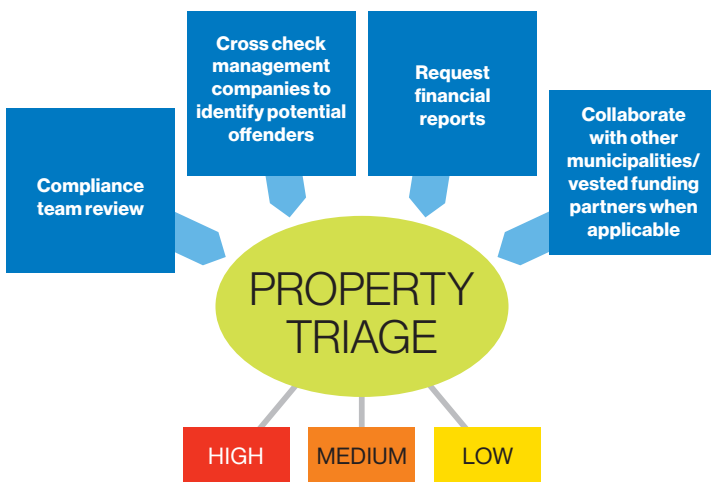 Compliance
team review
Cross check
management
companies to
identify potential
offenders
Request
financial
reports
Collaborate
with other
municipalities/
vested funding
partners when
applicable
PROPERTY
TRIAGE
HIGH
MEDIUM
LOW